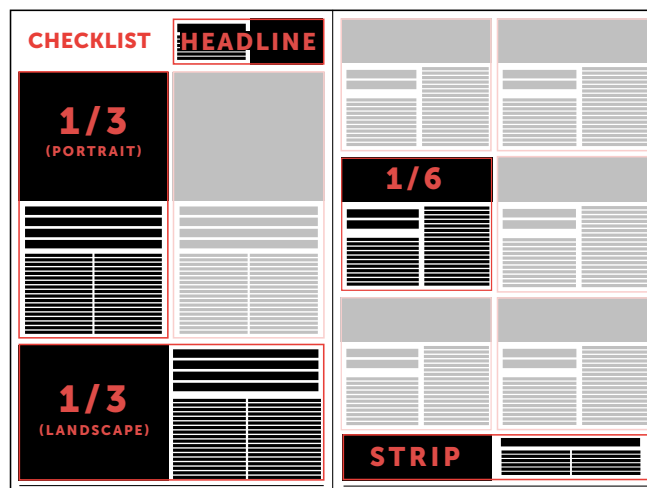 CHECKLIST
HEADLINE
1/3
(PORTRAIT)
1/3
(LANDSCAPE)
1/6
STRIP